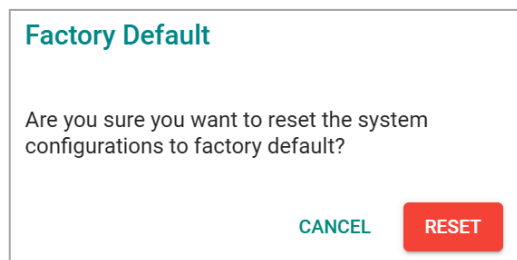 Factory Default
Are you sure you want to reset the system
configurations to factory default?
CANCEL RESET